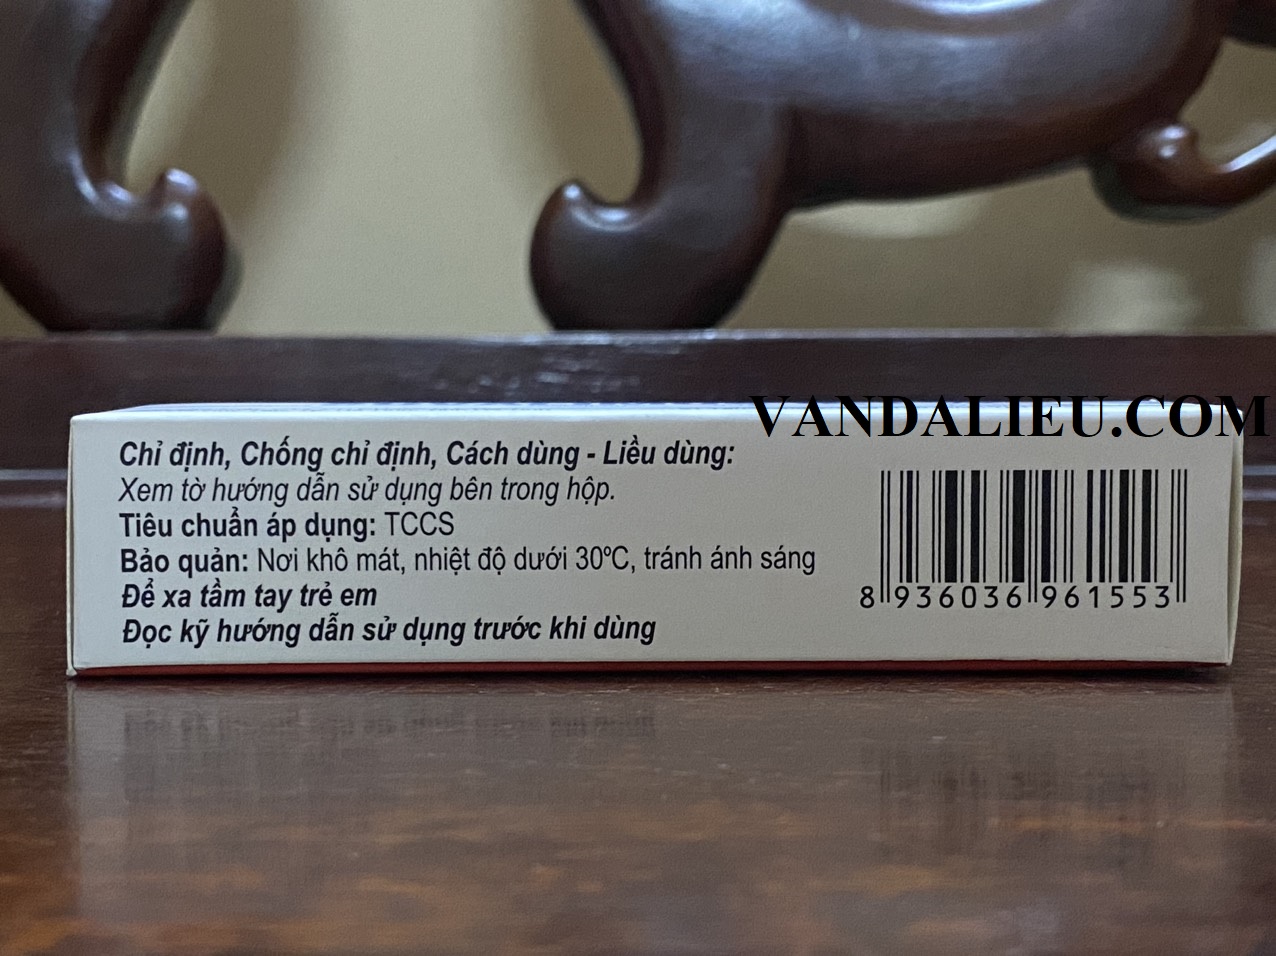 VANDALIEU.COM
Chỉ định, Chống chỉ định, Cách dùng - Liều dùng:
Xem tờ hướng dẫn sử dụng bên trong hộp.
Tiêu chuẩn áp dụng: TCCS
Bảo quản: Nơi khô mát, nhiệt độ dưới 30ºC, tránh ánh sáng
Để xa tầm tay trẻ em
Đọc kỹ hướng dẫn sử dụng trước khi dùng
8 936036 961553